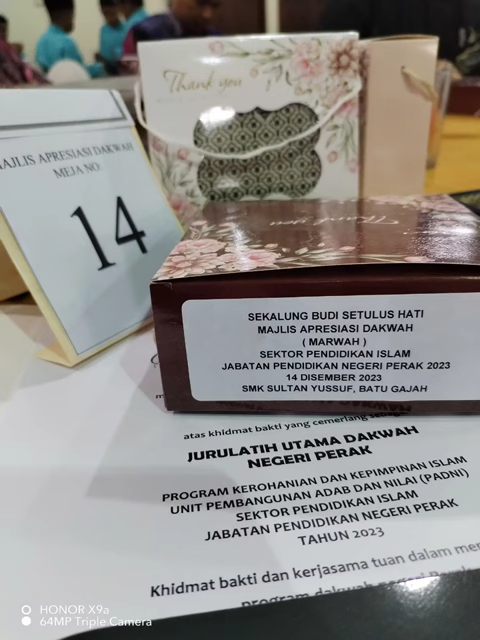 Thank you
MAJLIS APRESIASI DAKWAH
MEJA NO:
14
Thank you
SEKALUNG BUDI SETULUS HATI
MAJLIS APRESIASI DAKWAH
( MARWAH )
SEKTOR PENDIDIKAN ISLAM
JABATAN PENDIDIKAN NEGERI PERAK 2023
14 DISEMBER 2023
SMK SULTAN YUSSUF, BATU GAJAH
atas khidmat bakti yang cemerlang sebagai
JURULATIH UTAMA DAKWAH
NEGERI PERAK
PROGRAM KEROHANIAN DAN KEPIMPINAN ISLAM
UNIT PEMBANGUNAN ADAB DAN NILAI (PADNI)
SEKTOR PENDIDIKAN ISLAM
JABATAN PENDIDIKAN NEGERI PERAK
TAHUN 2023
Khidmat bakti dan kerjasama tuan dalam
program dakwah negeri
HONOR X9a
64MP Triple Camera